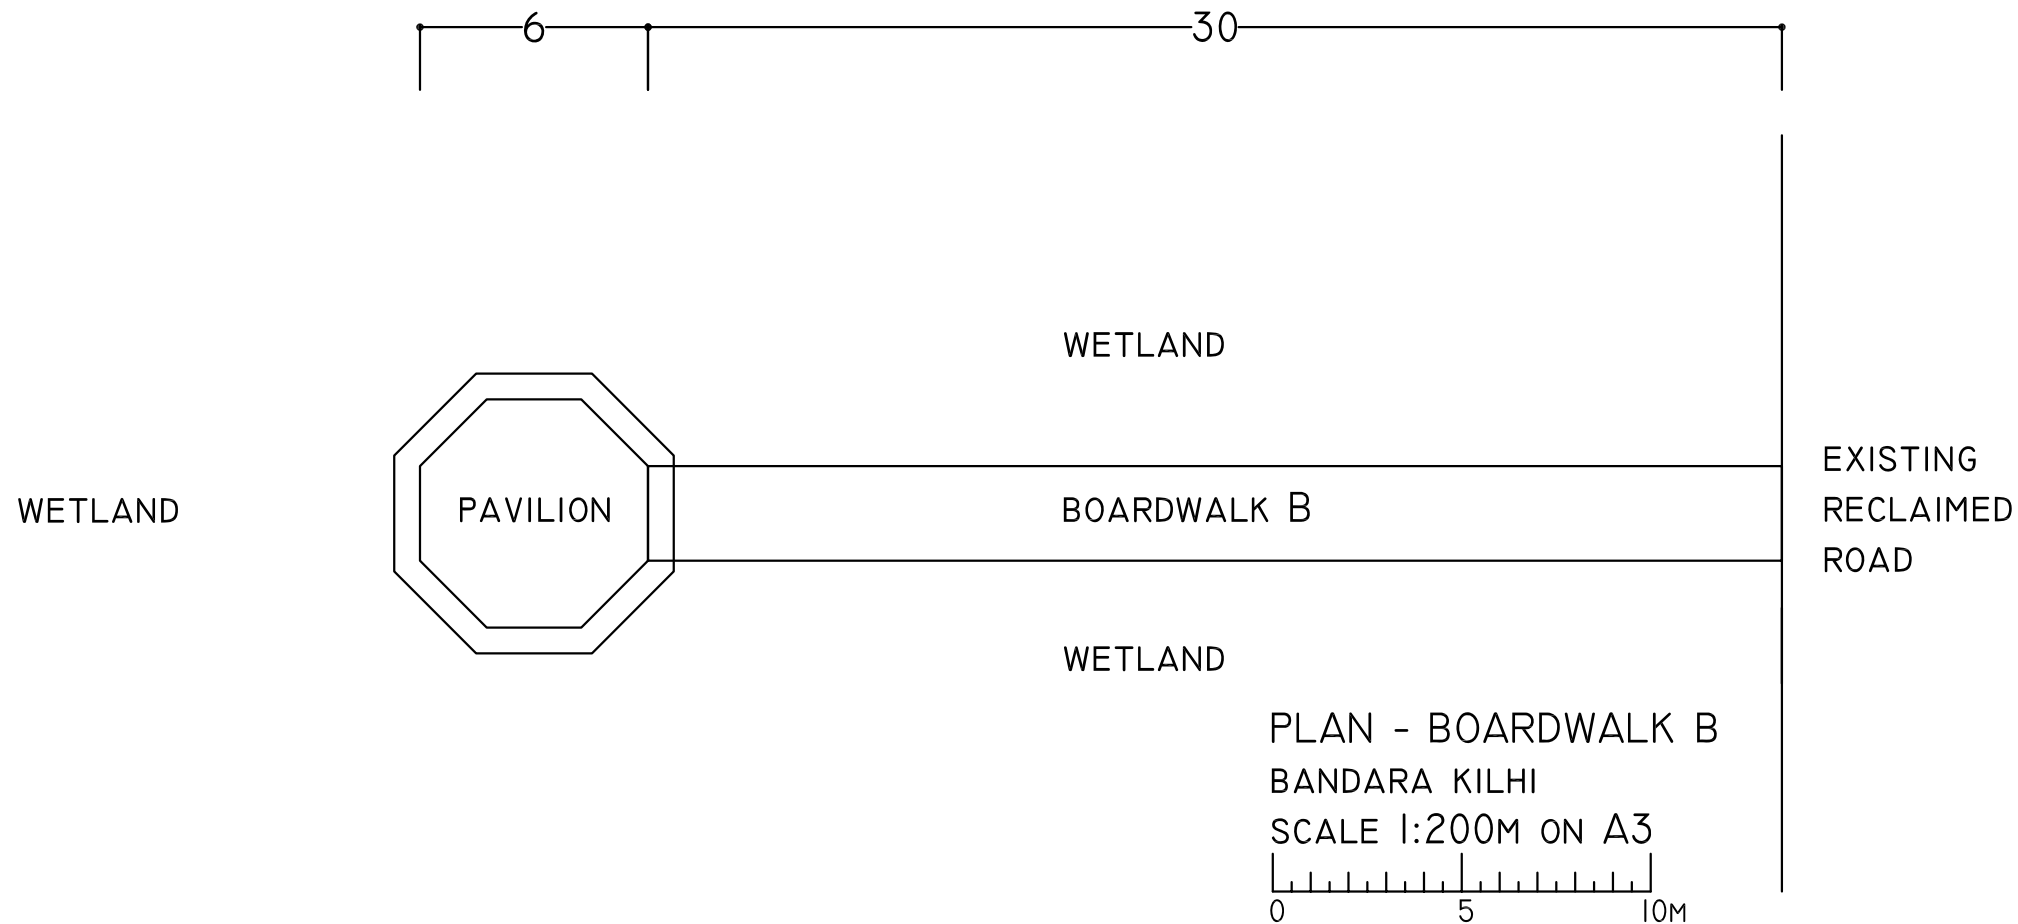 6 30
WETLAND
WETLAND
PAVILION
BOARDWALK B
EXISTING
RECLAIMED
ROAD
WETLAND
PLAN - BOARDWALK B
BANDARA KILHI
SCALE 1:200M ON A3
0 5 10M